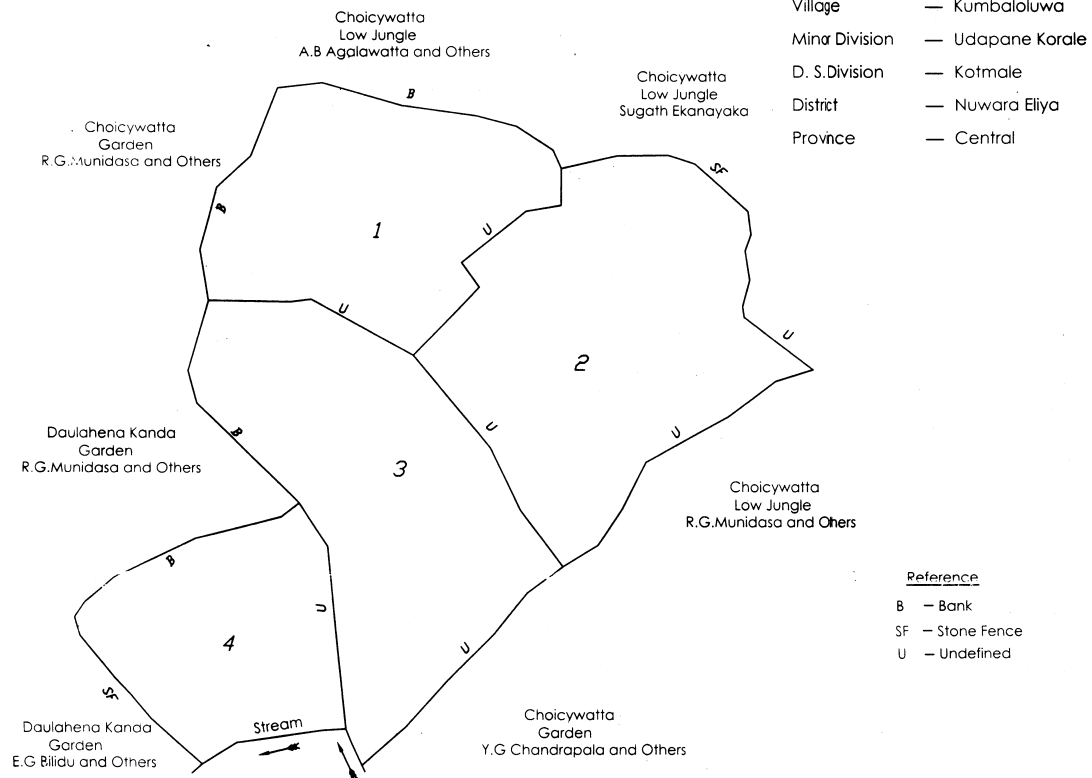 Choicywatta
Low Jungle
A.B Agalawatta and Others
Village — Kumbaloluwa
Minor Division — Udapane Korale
D. S.Division — Kotmale
District — Nuwara Eliya
Province — Central
Choicywatta
Low Jungle
Sugath Ekanayaka
Choicywatta
Garden
R.G.Munidasa and Others
B
SF
B
1
U
U
U
2
Daulahena Kanda
Garden
R.G.Munidasa and Others
B
U
U
3
Choicywatta
Low Jungle
R.G.Munidasa and Others
B
Reference
B – Bank
SF – Stone Fence
U – Undefined
U
4
U
SF
Stream
Daulahena Kanda
Garden
E.G Bilidu and Others
Choicywatta
Garden
Y.G Chandrapala and Others